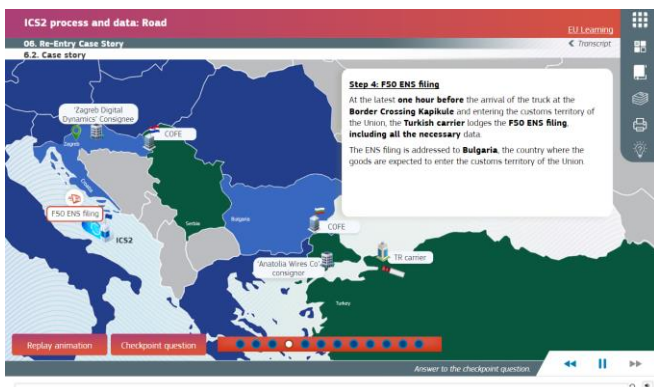 ICS2 process and data: Road
EU Learning
06. Re-Entry Case Story
Transcript
6.2. Case story
Step 4: F50 ENS filing
At the latest one hour before the arrival of the truck at the
Border Crossing Kapikule and entering the customs territory of
the Union, the Turkish carrier lodges the F50 ENS filing,
including all the necessary data.
The ENS filing is addressed to Bulgaria, the country where the
goods are expected to enter the customs territory of the Union.
'Zagreb Digital
Dynamics' Consignee
COFE
Zagreb
Croatia
F50 ENS filing
ICS2
Serbia
Bulgaria
COFE
'Anatolia Wires Co'
consignor
TR carrier
Turkey
Replay animation
Checkpoint question
Answer to the checkpoint question.